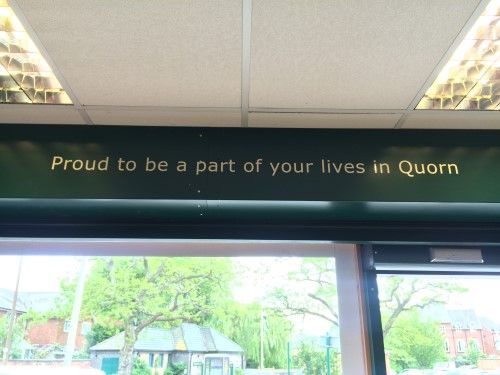 Proud to be a part of your lives in Quorn